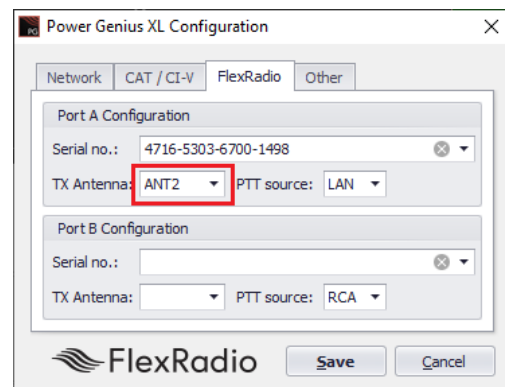 PG Power Genius XL Configuration
Network CAT / CI-V FlexRadio Other
Port A Configuration
Serial no.: 4716-5303-6700-1498
TX Antenna: ANT2 PTT source: LAN
Port B Configuration
Serial no.:
TX Antenna: PTT source: RCA
FlexRadio Save Cancel